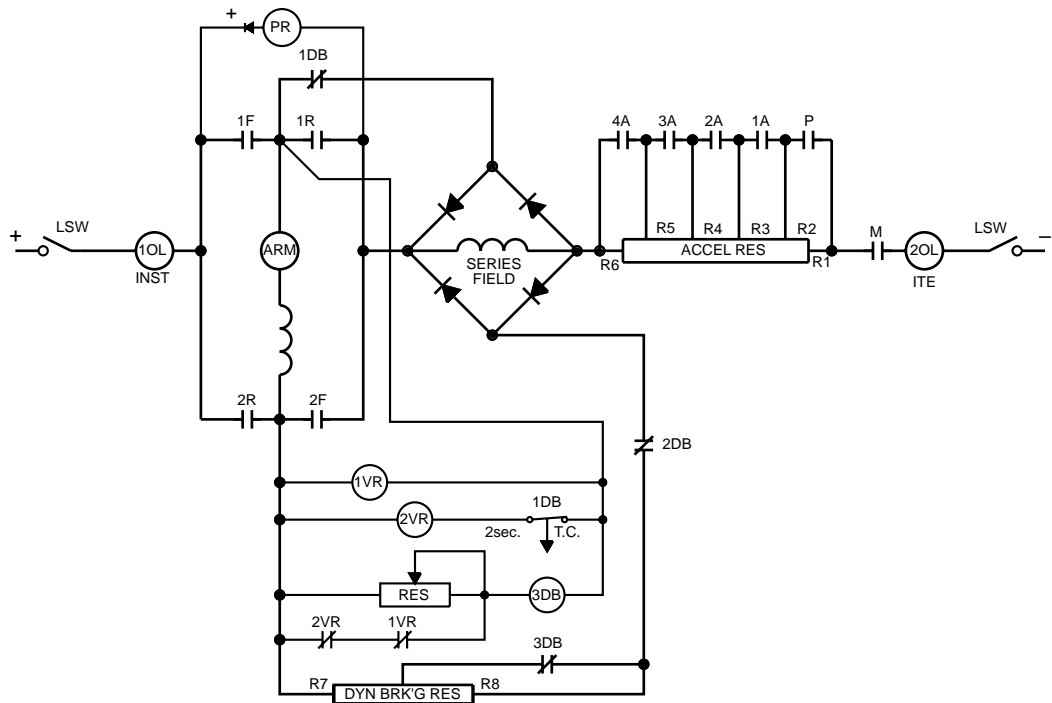 +
PR
1DB
1F
1R
4A
3A
2A
1A
P
LSW
+
1OL
INST
ARM
SERIES
FIELD
R6
R5
R4
R3
R2
ACCEL RES
R1
M
2OL
ITE
LSW
−
2R
2F
2DB
1VR
2VR
2sec.
1DB
T.C.
RES
3DB
2VR
1VR
3DB
R7
DYN BRK'G RES
R8